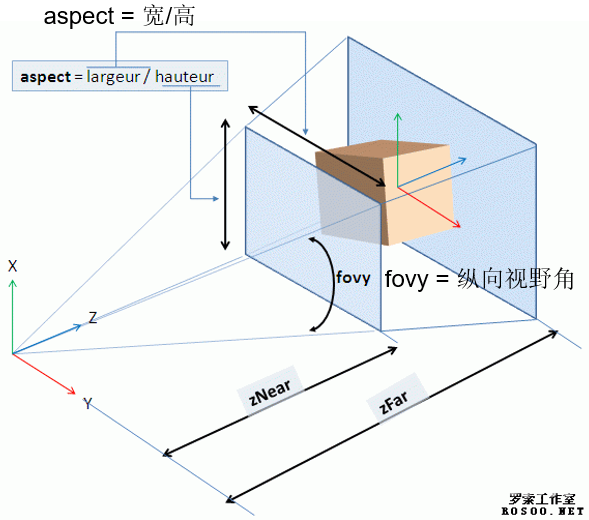 aspect = 宽/高
aspect = largeur / hauteur
fovy
fovy = 纵向视野角
X
Z
Y
zNear
zFar
罗索工作室
ROSOO.NET